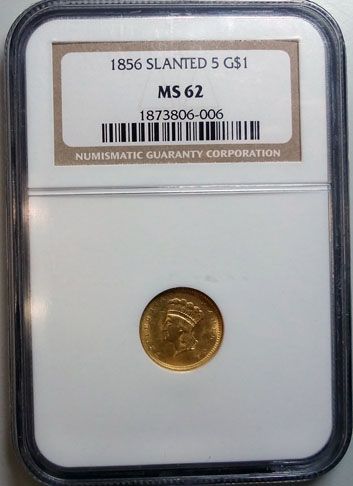 1856 SLANTED 5 G$1
MS 62
1873806-006
NUMISMATIC GUARANTY CORPORATION